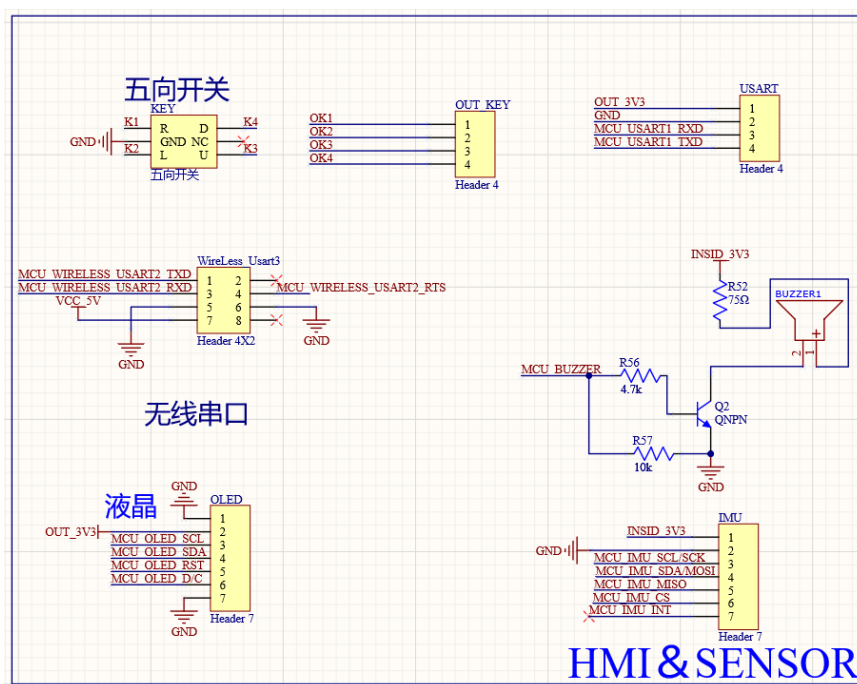 五向开关
KEY
K1
R
D
K4
GND
GND
NC
K2
L
U
K3
五向开关
OUT_KEY
OK1
1
OK2
2
OK3
3
OK4
4
Header 4
USART
OUT_3V3
1
GND
2
MCU_USART1_RXD
3
MCU_USART1_TXD
4
Header 4
WireLess_Usart3
MCU_WIRELESS_USART2_TXD
1
2
MCU_WIRELESS_USART2_RXD
3
4
MCU_WIRELESS_USART2_RTS
VCC_5V
5
6
7
8
Header 4X2
GND
GND
无线串口
INSID_3V3
R52
75Ω
BUZZER1
+
2
1
MCU_BUZZER
R56
4.7k
Q2
QNPN
R57
10k
GND
液晶
GND
OLED
1
OUT_3V3
2
MCU_OLED_SCL
3
MCU_OLED_SDA
4
MCU_OLED_RST
5
MCU_OLED_D/C
6
7
GND
Header 7
IMU
INSID_3V3
1
GND
2
MCU_IMU_SCL/SCK
3
MCU_IMU_SDA/MOSI
4
MCU_IMU_MISO
5
MCU_IMU_CS
6
MCU_IMU_INT
7
Header 7
HMI&SENSOR